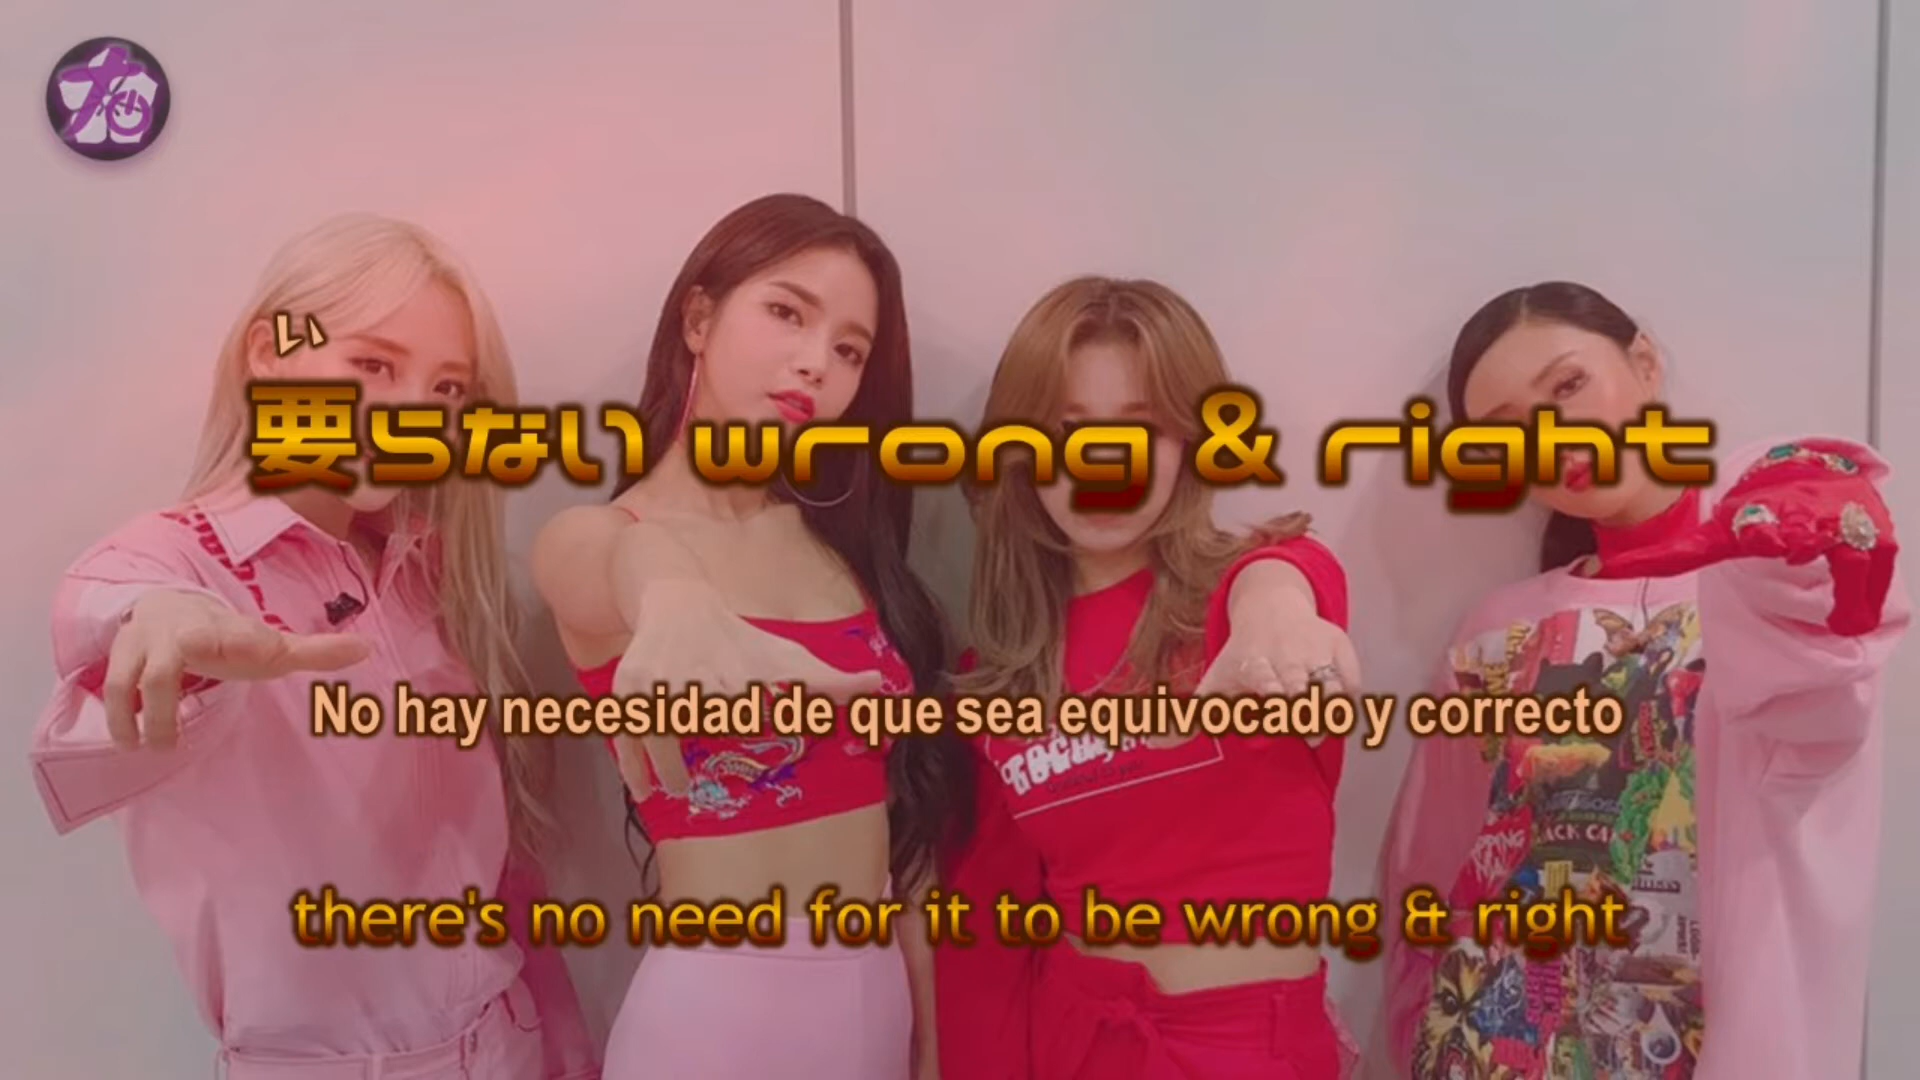 い
要らない wrong & right
No hay necesidad de que sea equivocado y correcto
there's no need for it to be wrong & right